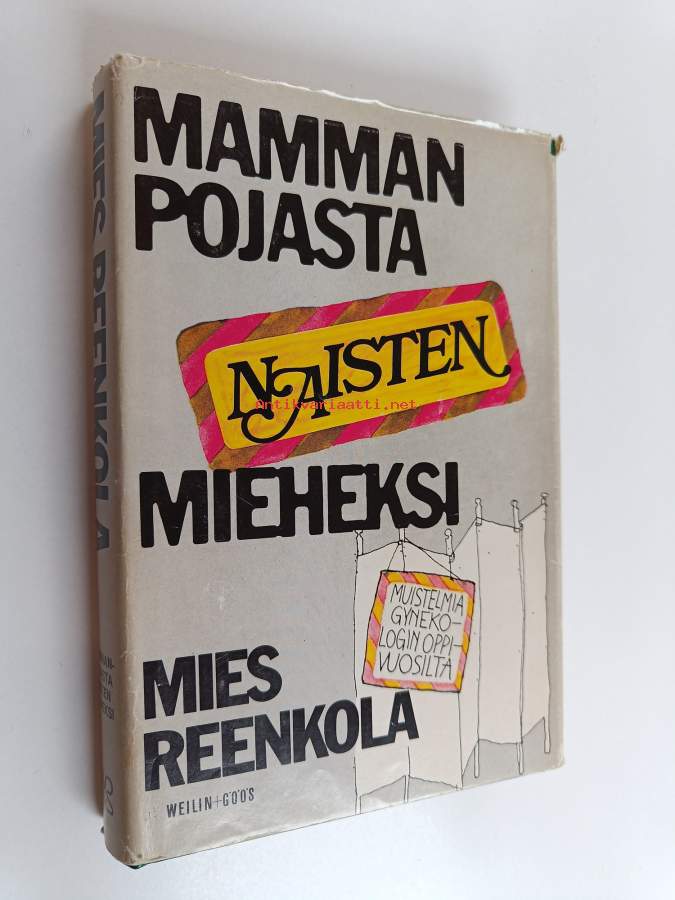 MAMMAN
POJASTA
NAISTEN
antikvariaatti.net
MIEHEKSI
MUISTELMIA
GYNEKO-
LOGIN OPPI-
VUOSILTA
MIES
REENKOLA
WEILIN+GÖÖS
MIES REENKOLA